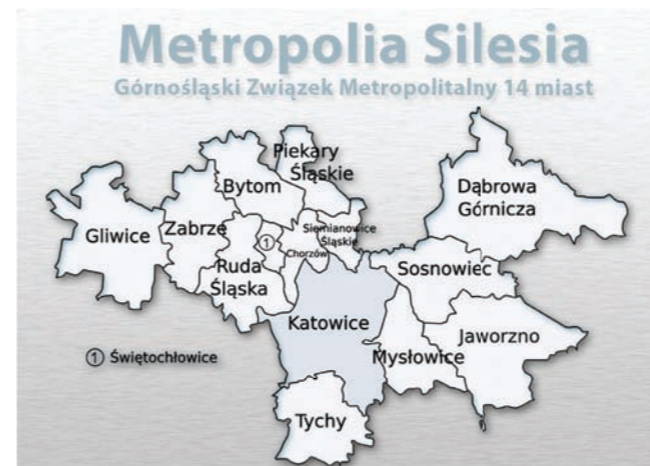 Metropolia Silesia
Górnośląski Związek Metropolitalny 14 miast
Piekary
Śląskie
Bytom
Dąbrowa
Górnicza
Gliwice
Zabrze
Siemianowice
Śląskie
①
Chorzów
Ruda
Śląska
Sosnowiec
Katowice
Jaworzno
Mysłowice
① Świętochłowice
Tychy